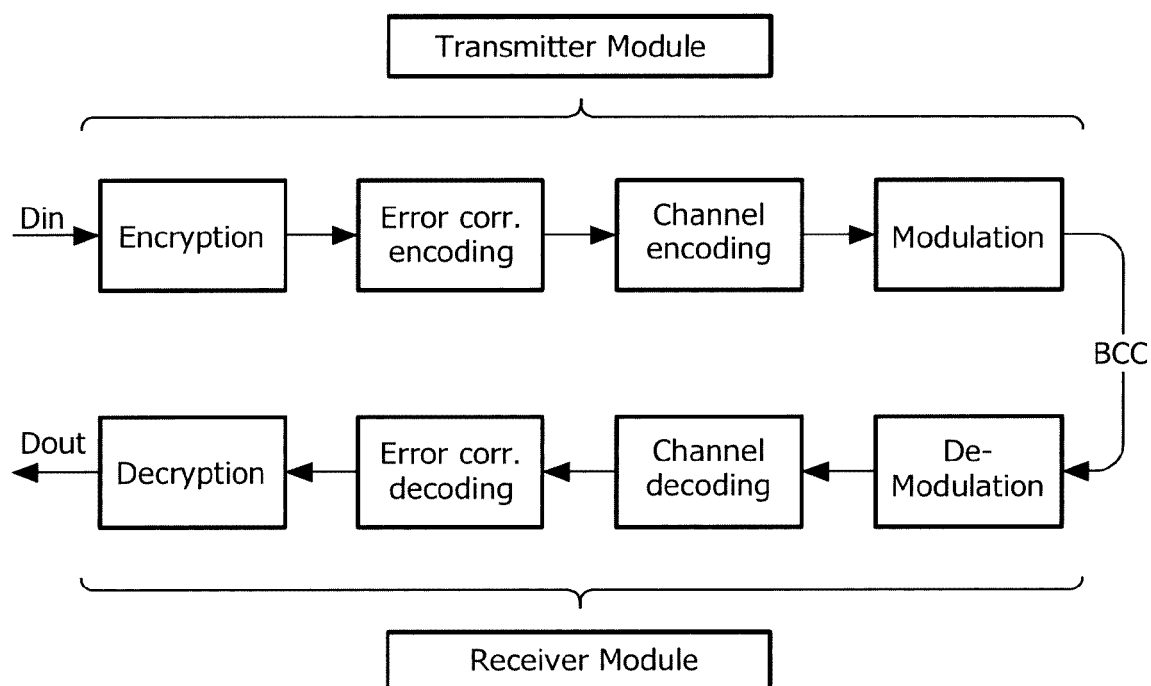 Transmitter Module
Din
Encryption
Error corr.
encoding
Channel
encoding
Modulation
BCC
Dout
Decryption
Error corr.
decoding
Channel
decoding
De-
Modulation
Receiver Module